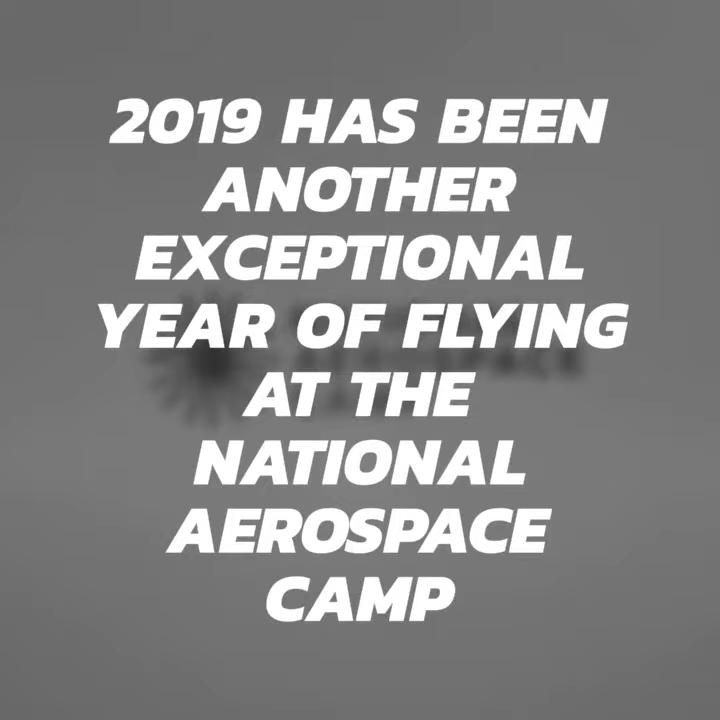 2019 HAS BEEN
ANOTHER
EXCEPTIONAL
YEAR OF FLYING
AT THE
NATIONAL
AEROSPACE
CAMP